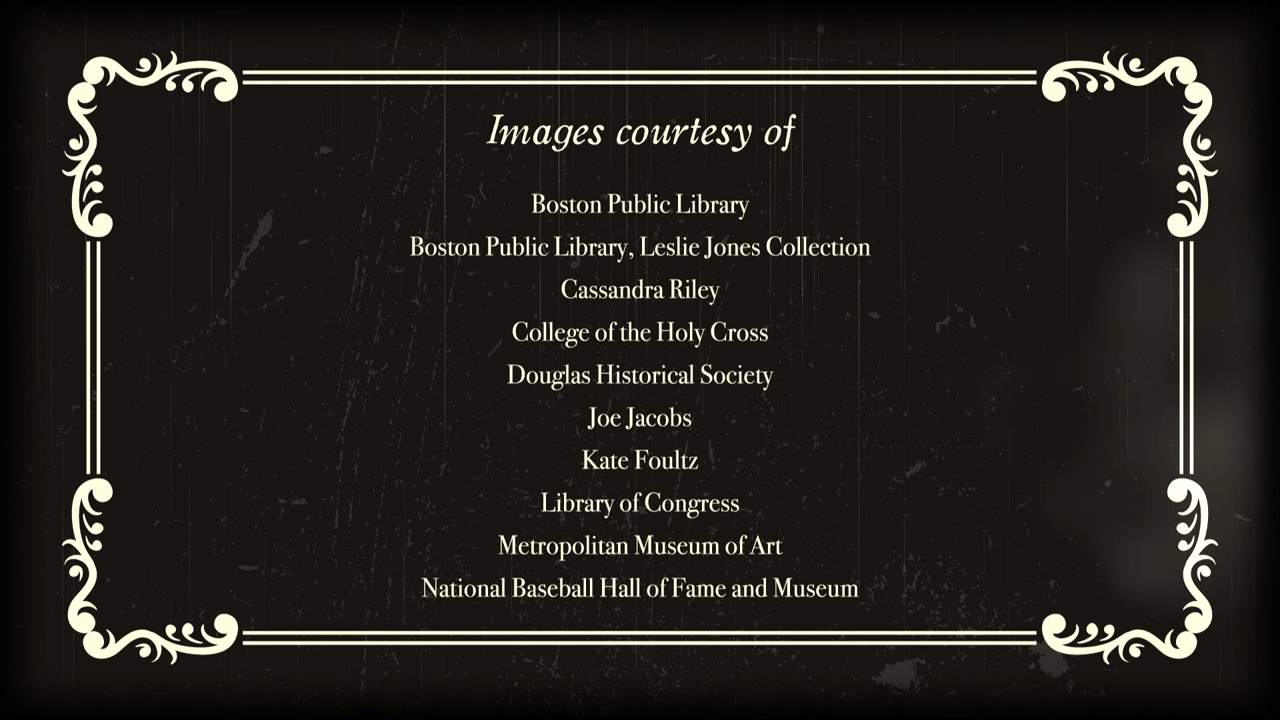 Images courtesy of
Boston Public Library
Boston Public Library, Leslie Jones Collection
Cassandra Riley
College of the Holy Cross
Douglas Historical Society
Joe Jacobs
Kate Foultz
Library of Congress
Metropolitan Museum of Art
National Baseball Hall of Fame and Museum